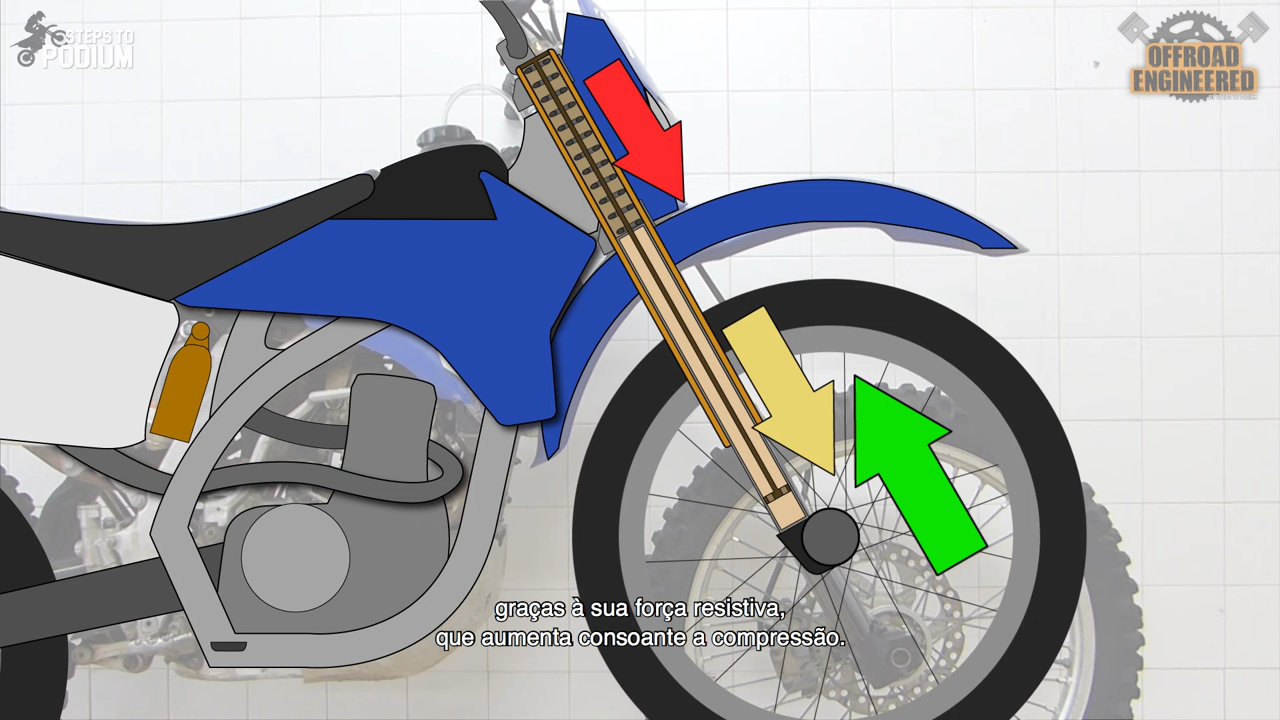 STEPS TO
PODIUM
OFFROAD
ENGINEERED
graças à sua força resistiva,
que aumenta consoante a compressão.